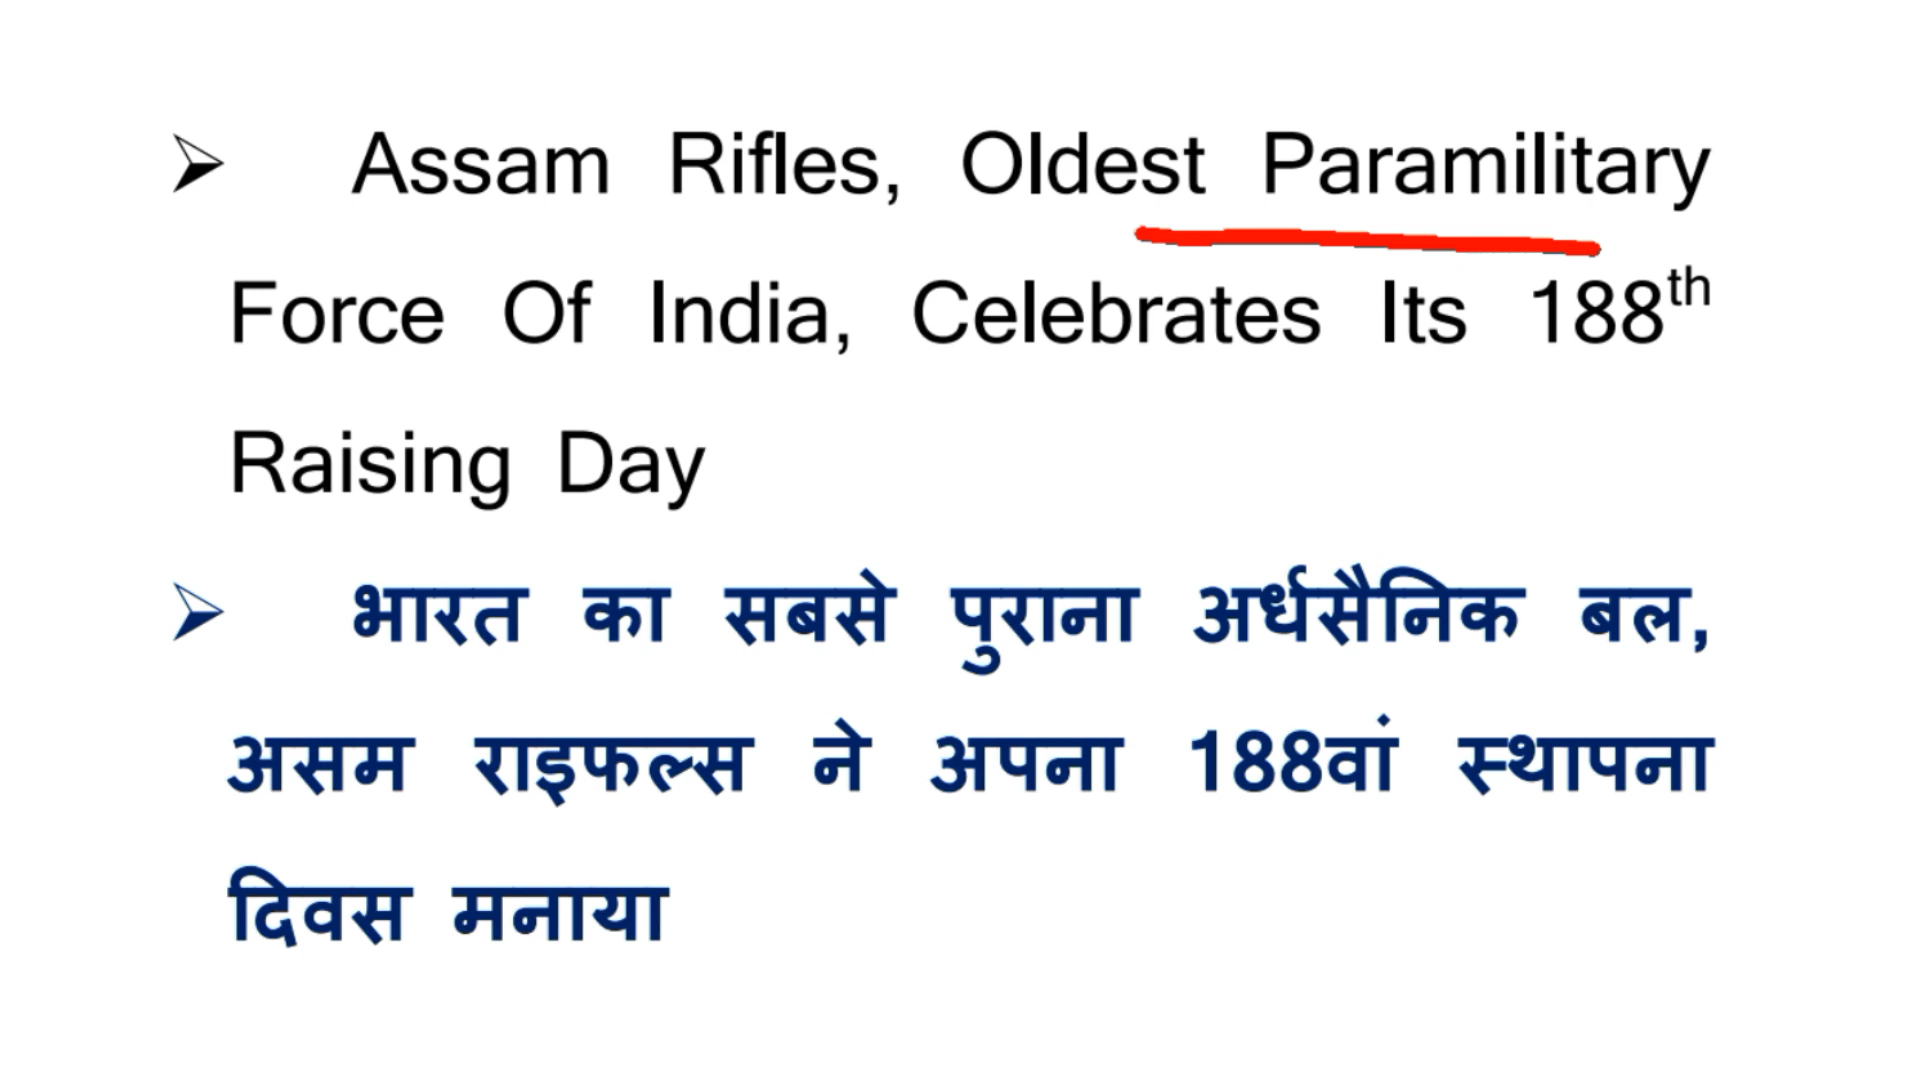 ➢ Assam Rifles, Oldest Paramilitary
Force Of India, Celebrates Its 188th
Raising Day
➢ भारत का सबसे पुराना अर्धसैनिक बल,
असम राइफल्स ने अपना 188वां स्थापना
दिवस मनाया